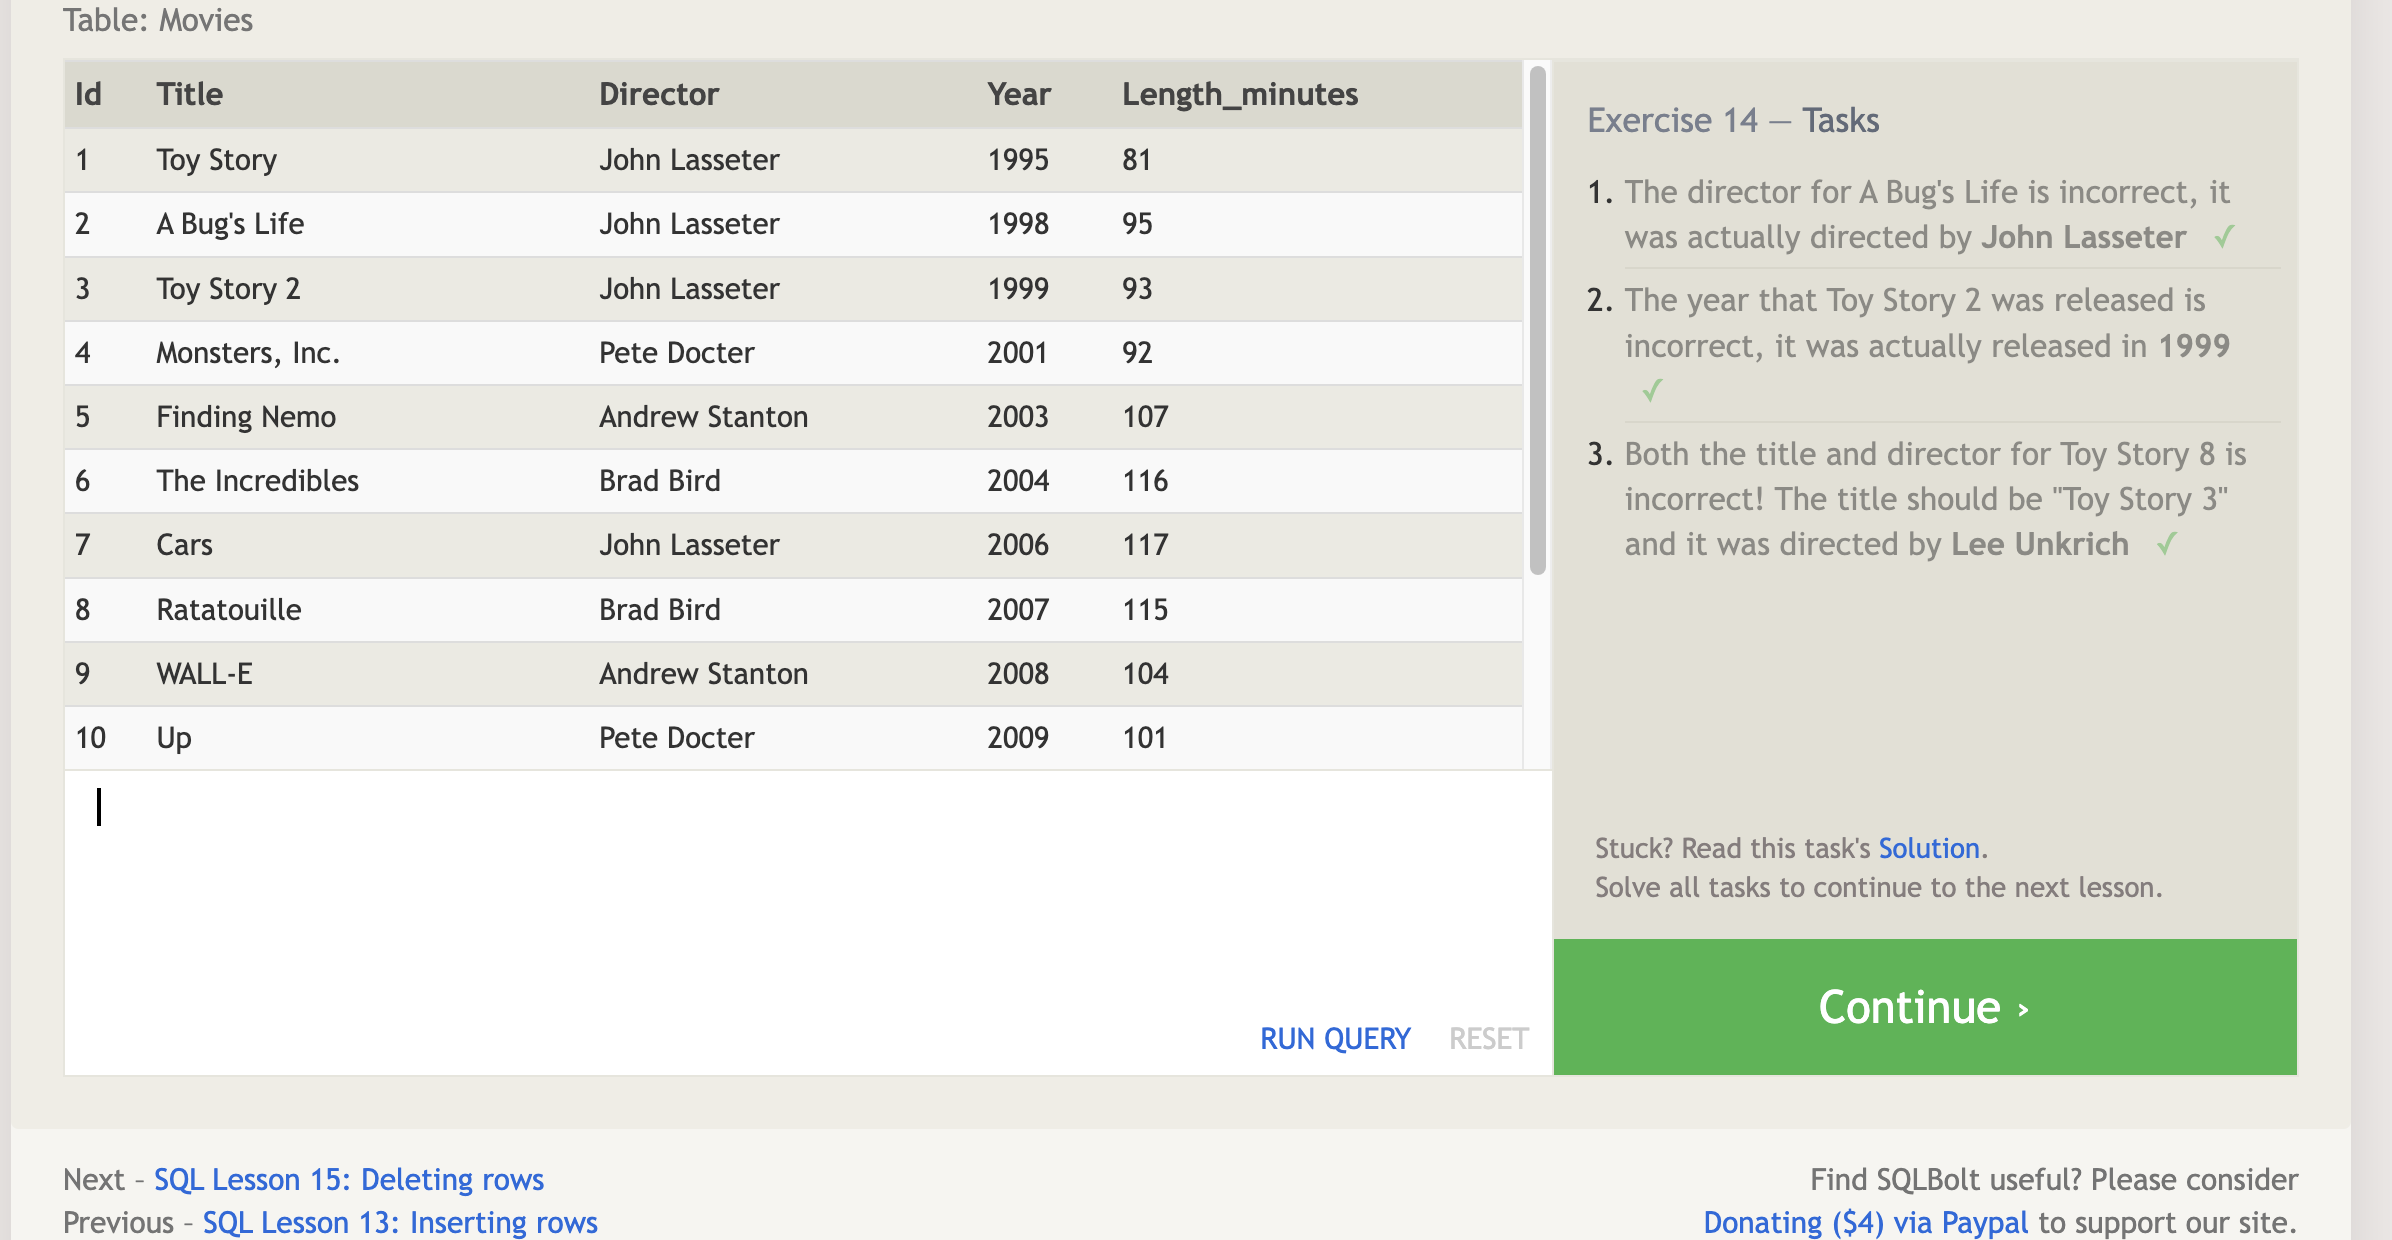 Table: Movies
Id Title Director Year Length_minutes
1 Toy Story John Lasseter 1995 81
2 A Bug's Life John Lasseter 1998 95
3 Toy Story 2 John Lasseter 1999 93
4 Monsters, Inc. Pete Docter 2001 92
5 Finding Nemo Andrew Stanton 2003 107
6 The Incredibles Brad Bird 2004 116
7 Cars John Lasseter 2006 117
8 Ratatouille Brad Bird 2007 115
9 WALL-E Andrew Stanton 2008 104
10 Up Pete Docter 2009 101
RUN QUERY RESET
Exercise 14 — Tasks
1. The director for A Bug's Life is incorrect, it
was actually directed by John Lasseter ✓
2. The year that Toy Story 2 was released is
incorrect, it was actually released in 1999
✓
3. Both the title and director for Toy Story 8 is
incorrect! The title should be "Toy Story 3"
and it was directed by Lee Unkrich ✓
Stuck? Read this task's Solution.
Solve all tasks to continue to the next lesson.
Continue ›
Next – SQL Lesson 15: Deleting rows
Previous – SQL Lesson 13: Inserting rows
Find SQLBolt useful? Please consider
Donating ($4) via Paypal to support our site.